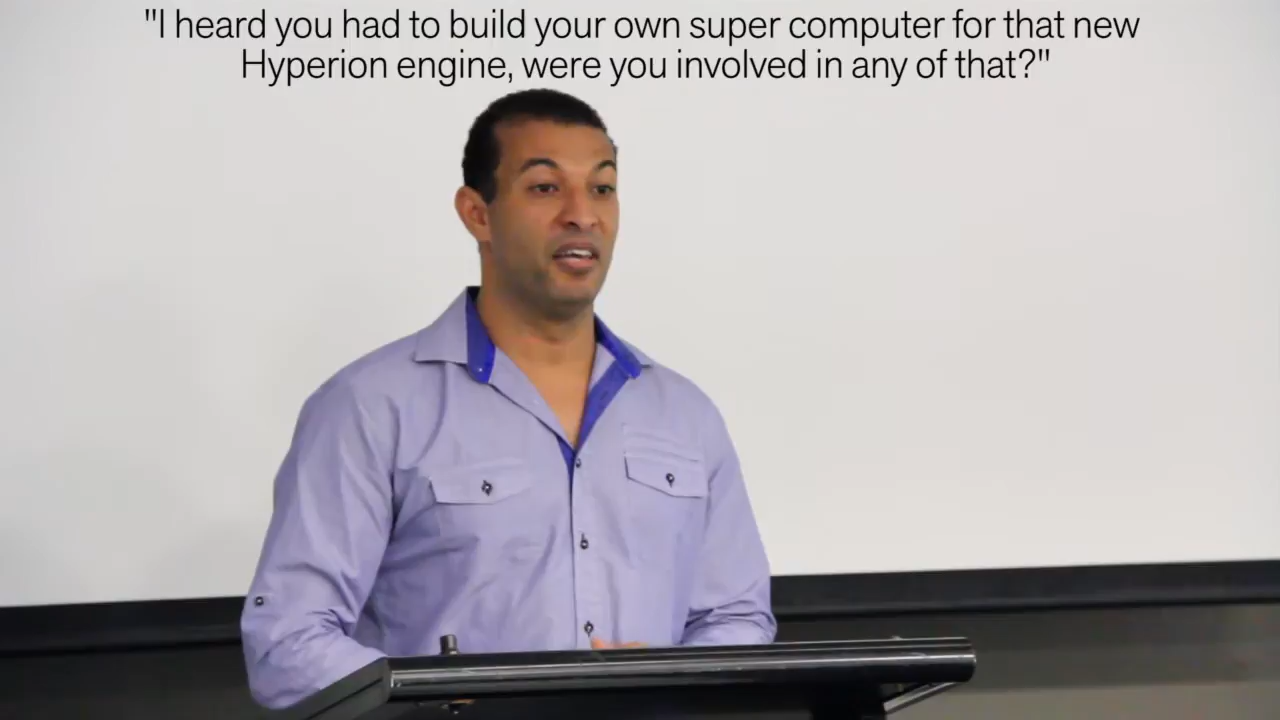 "I heard you had to build your own super computer for that new
Hyperion engine, were you involved in any of that?"